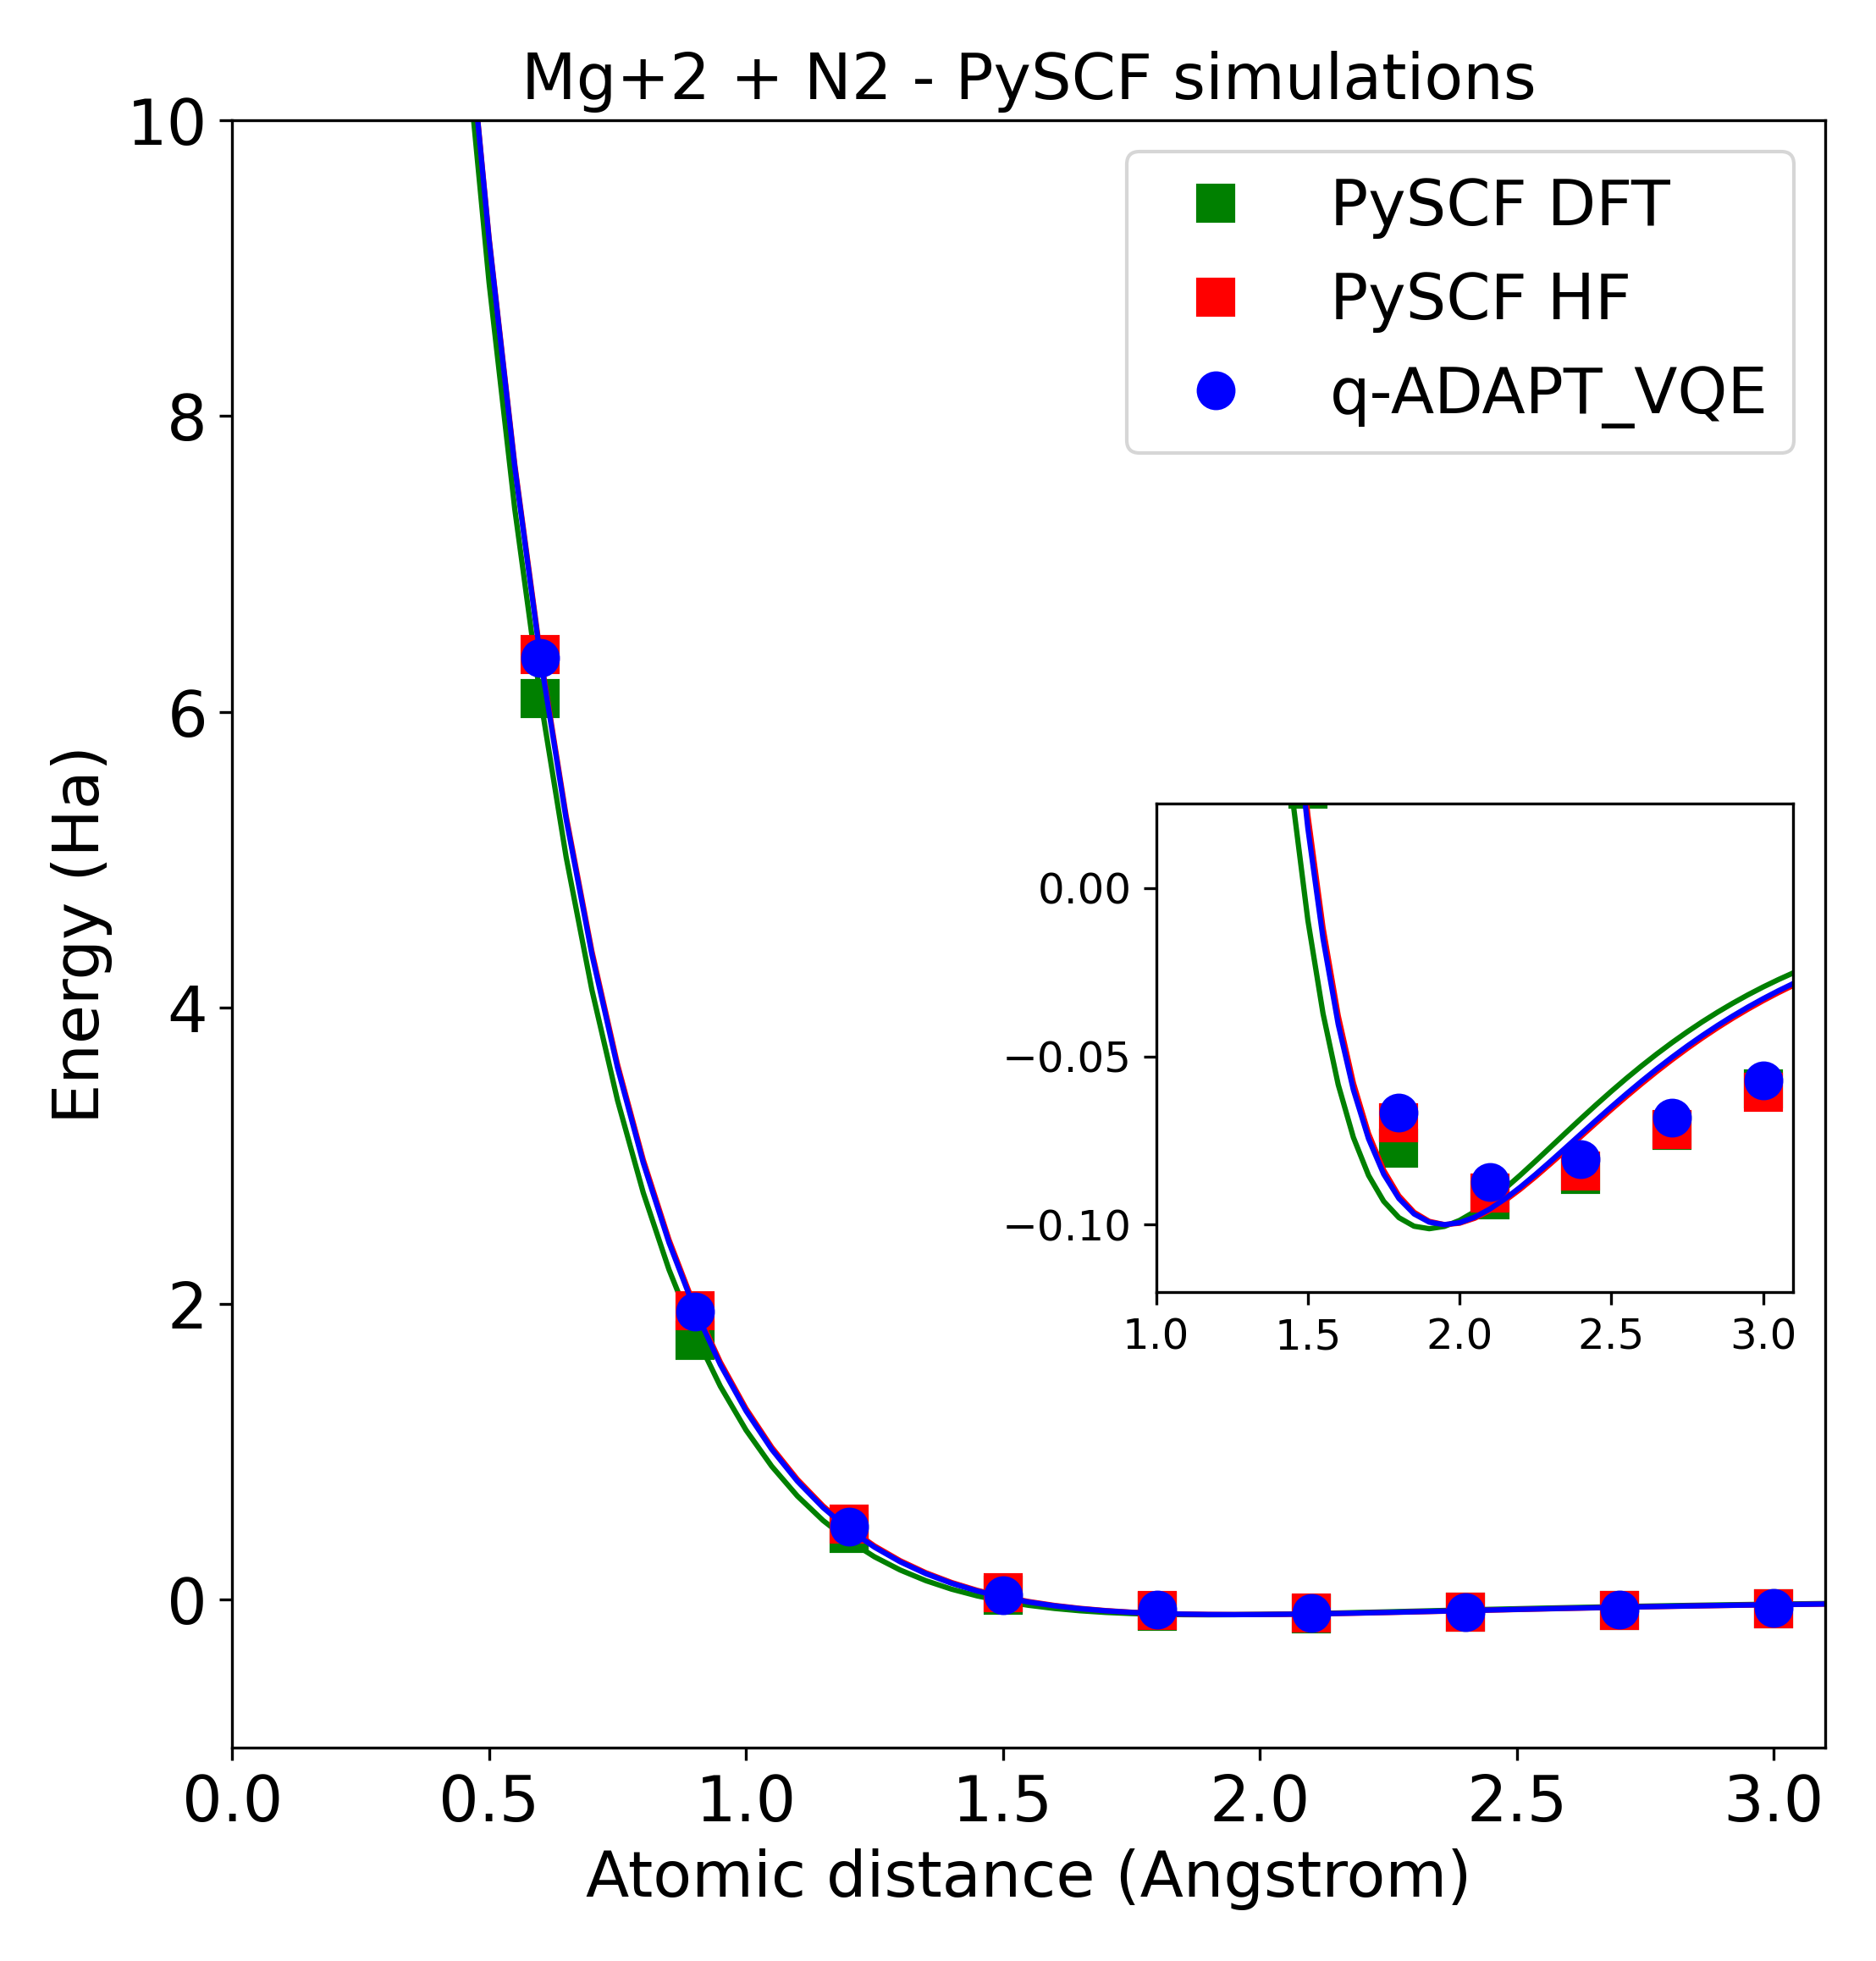 Mg+2 + N2 - PySCF simulations
10
8
6
4
2
0
Energy (Ha)
PySCF DFT
PySCF HF
q-ADAPT_VQE
0.00
−0.05
−0.10
1.0 1.5 2.0 2.5 3.0
0.0 0.5 1.0 1.5 2.0 2.5 3.0
Atomic distance (Angstrom)